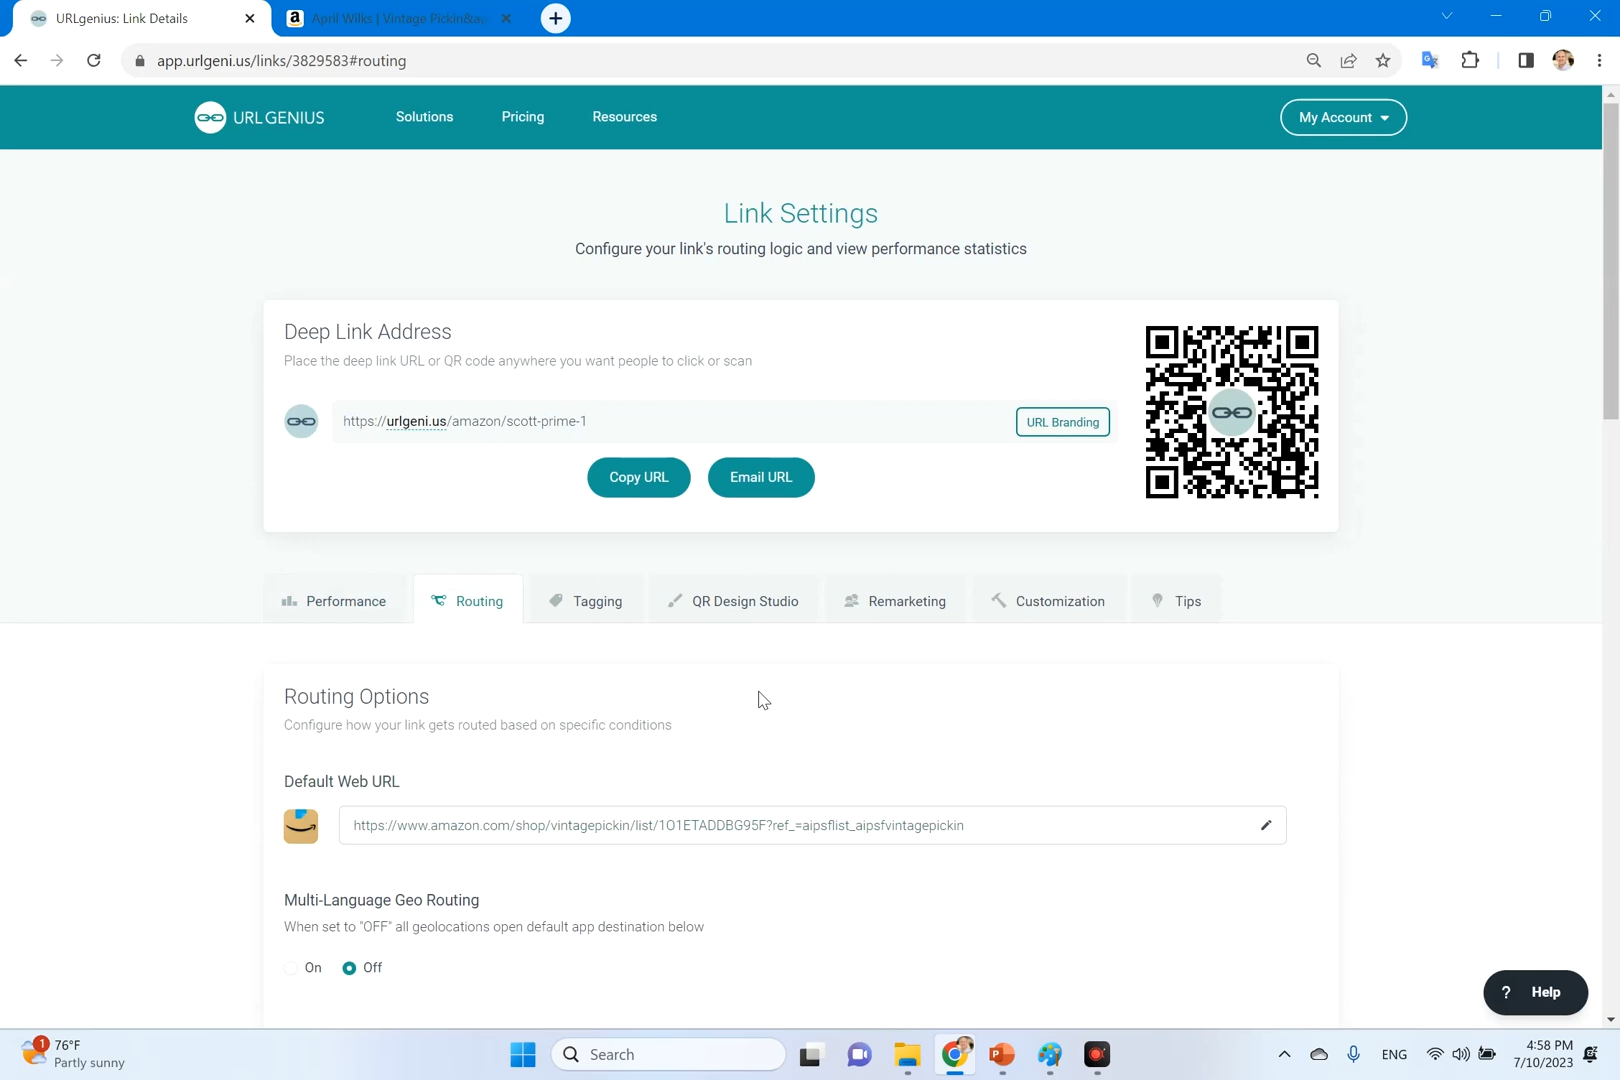 URLgenius: Link Details
April Wilks | Vintage Pickin&au
app.urlgeni.us/links/3829583#routing
URLGENIUS
Solutions
Pricing
Resources
My Account
Link Settings
Configure your link's routing logic and view performance statistics
Deep Link Address
Place the deep link URL or QR code anywhere you want people to click or scan
https://urlgeni.us/amazon/scott-prime-1
URL Branding
Copy URL
Email URL
Performance
Routing
Tagging
QR Design Studio
Remarketing
Customization
Tips
Routing Options
Configure how your link gets routed based on specific conditions
Default Web URL
https://www.amazon.com/shop/vintagepickin/list/1O1ETADDBG95F?ref_=aipsflist_aipsfvintagepickin
Multi-Language Geo Routing
When set to "OFF" all geolocations open default app destination below
On
Off
? Help
1
76°F
Partly sunny
Search
ENG
4:58 PM
7/10/2023